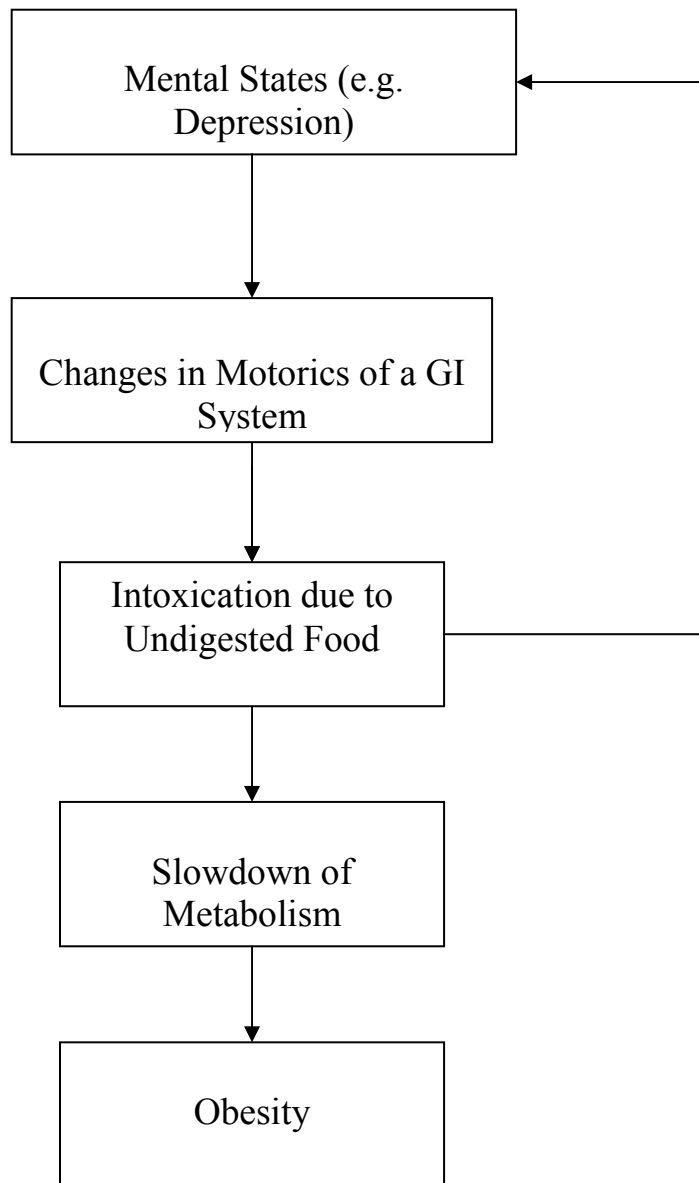 Mental States (e.g.
Depression)
Changes in Motorics of a GI
System
Intoxication due to
Undigested Food
Slowdown of
Metabolism
Obesity